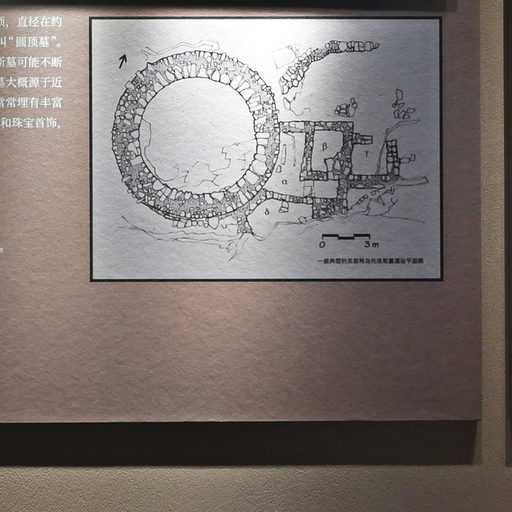 顶，直径在约
叫“圆顶墓”。
斯墓可能不断
墓大概源于近
常常埋有丰富
和珠宝首饰，
α
β
γ
δ
0 3m
一座典型的克里特岛托洛斯墓遗址平面图